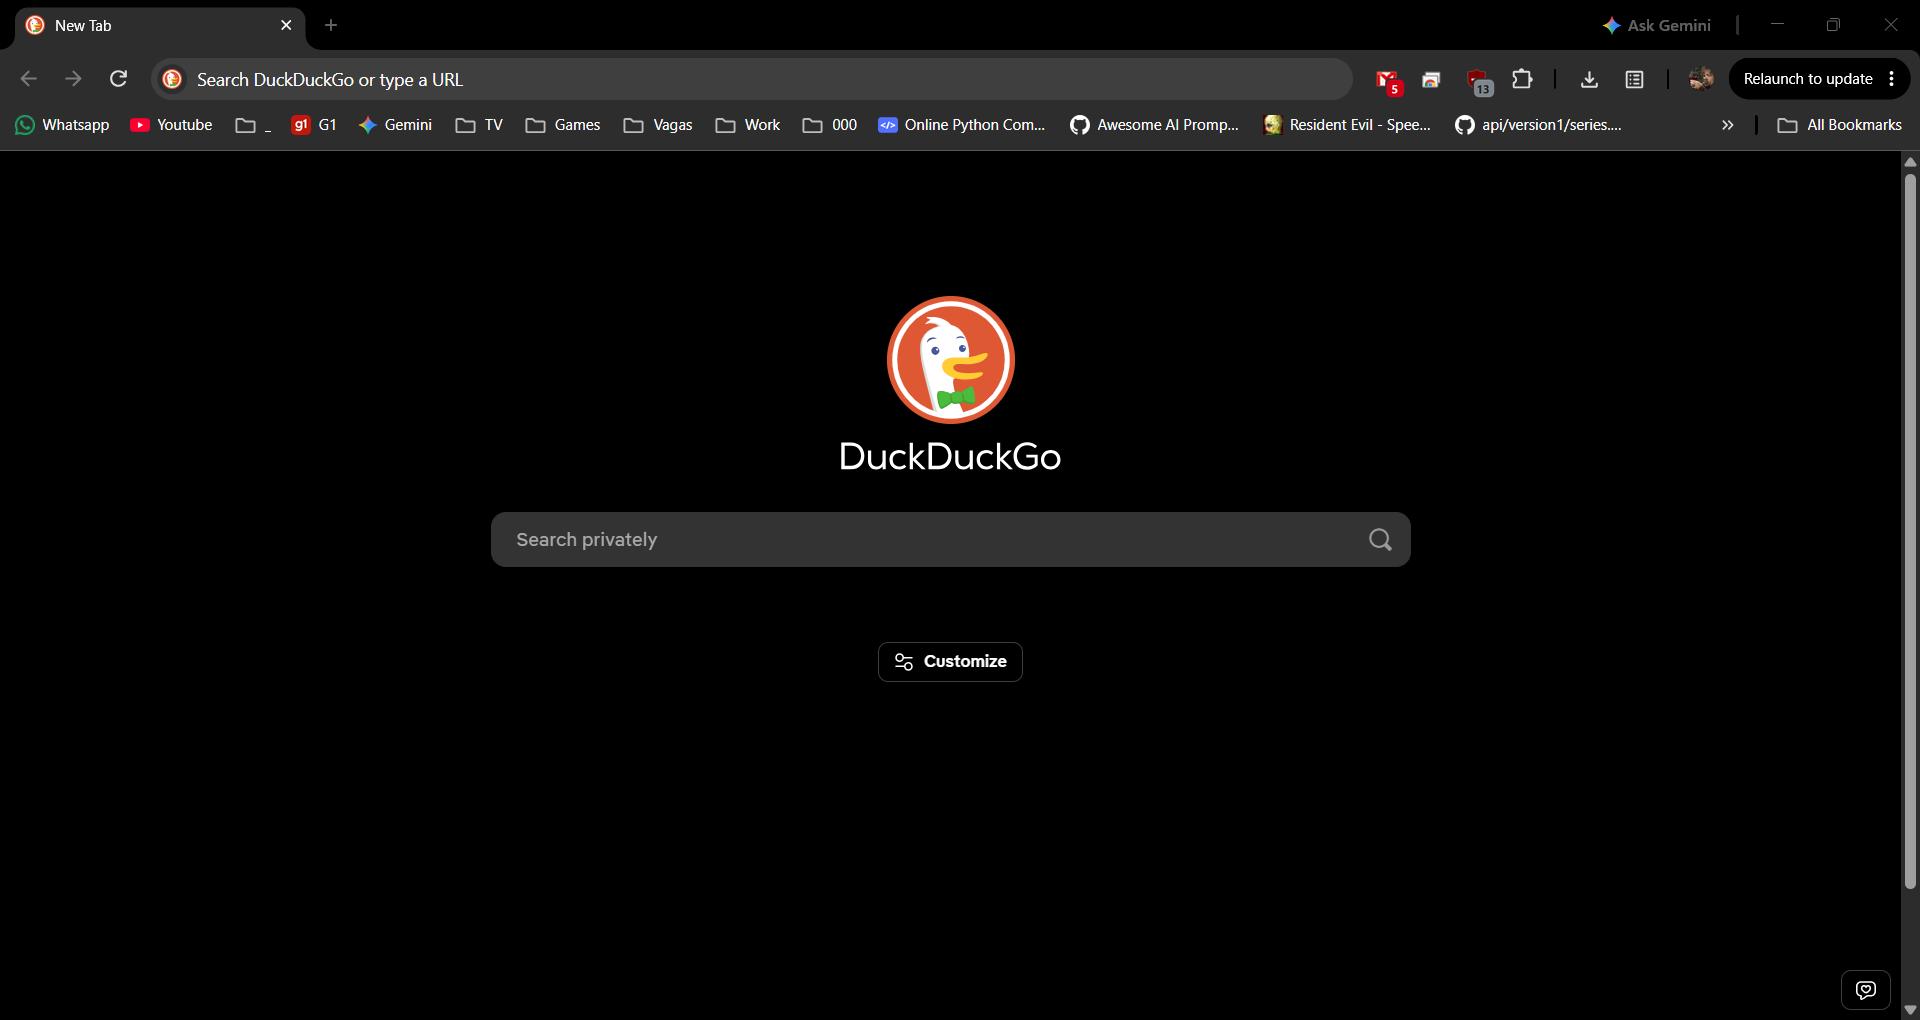 New Tab
Ask Gemini
Search DuckDuckGo or type a URL
5
13
Relaunch to update
Whatsapp
Youtube
_
g1 G1
Gemini
TV
Games
Vagas
Work
000
Online Python Com...
Awesome AI Promp...
Resident Evil - Spee...
api/version1/series....
All Bookmarks
DuckDuckGo
Search privately
Customize